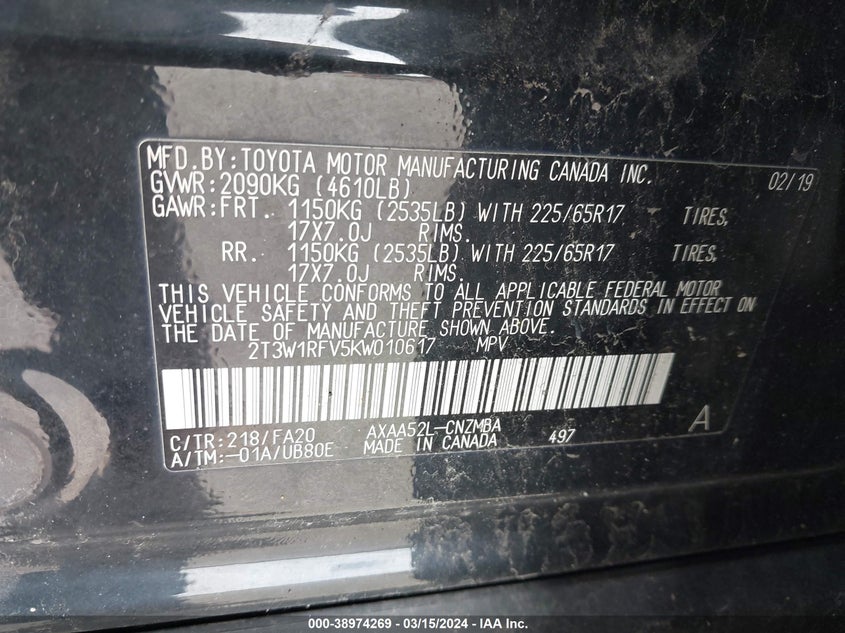 MFD.BY:TOYOTA MOTOR MANUFACTURING CANADA INC. 02/19
GVWR:2090KG (4610LB)
GAWR:FRT. 1150KG (2535LB) WITH 225/65R17 TIRES,
17X7.0J RIMS.
RR. 1150KG (2535LB) WITH 225/65R17 TIRES,
17X7.0J RIMS.
THIS VEHICLE CONFORMS TO ALL APPLICABLE FEDERAL MOTOR
VEHICLE SAFETY AND THEFT PREVENTION STANDARDS IN EFFECT ON
THE DATE OF MANUFACTURE SHOWN ABOVE.
2T3W1RFV5KW010617 MPV
C/TR:218/FA20 AXAA52L-CNZMBA A
A/TM:-01A/UB80E MADE IN CANADA 497
000-38974269 - 03/15/2024 - IAA Inc.